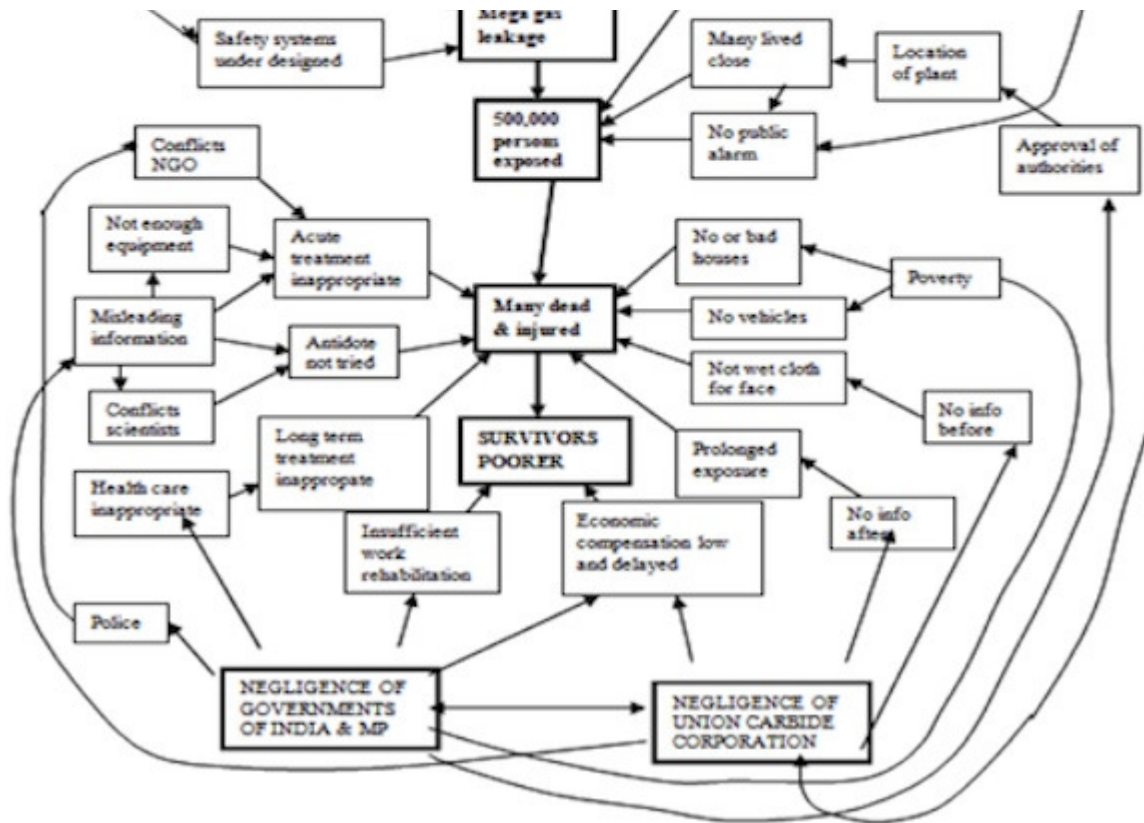 Mega gas
leakage
Safety systems
under designed
Many lived
close
Location
of plant
500,000
persons
exposed
No public
alarm
Approval of
authorities
Conflicts
NGO
Not enough
equipment
Acute
treatment
inappropriate
No or bad
houses
Poverty
Misleading
information
Many dead
& injured
No vehicles
Antidote
not tried
Not wet cloth
for face
Conflicts
scientists
No info
before
Long term
treatment
inappropate
SURVIVORS
POORER
Prolonged
exposure
Health care
inappropriate
Insufficient
work
rehabilitation
Economic
compensation low
and delayed
No info
after
Police
NEGLIGENCE OF
GOVERNMENTS
OF INDIA & MP
NEGLIGENCE OF
UNION CARBIDE
CORPORATION